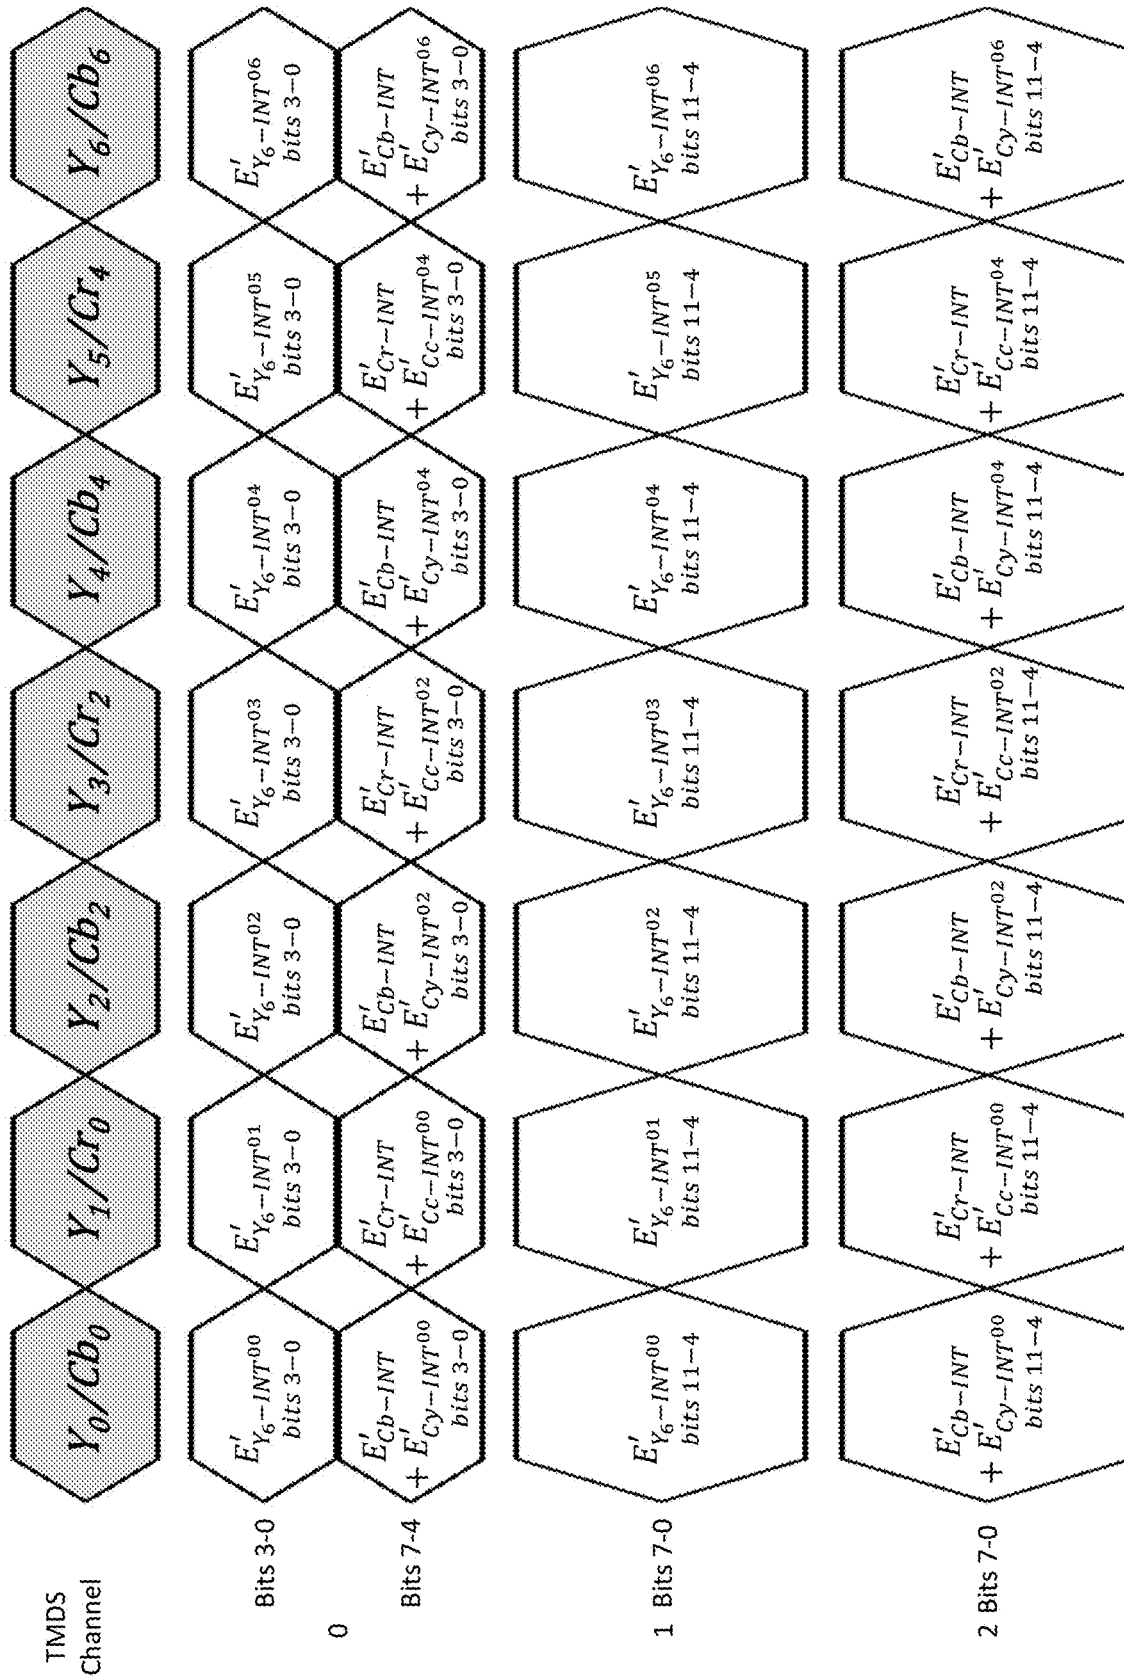 TMDS
Channel
Y0/Cb0
Y1/Cr0
Y2/Cb2
Y3/Cr2
Y4/Cb4
Y5/Cr4
Y6/Cb6
0
Bits 3-0
E'Y6−INT00
bits 3−0
E'Y6−INT01
bits 3−0
E'Y6−INT02
bits 3−0
E'Y6−INT03
bits 3−0
E'Y6−INT04
bits 3−0
E'Y6−INT05
bits 3−0
E'Y6−INT06
bits 3−0
Bits 7-4
E'Cb−INT
+ E'Cy−INT00
bits 3−0
E'Cr−INT
+ E'Cc−INT00
bits 3−0
E'Cb−INT
+ E'Cy−INT02
bits 3−0
E'Cr−INT
+ E'Cc−INT02
bits 3−0
E'Cb−INT
+ E'Cy−INT04
bits 3−0
E'Cr−INT
+ E'Cc−INT04
bits 3−0
E'Cb−INT
+ E'Cy−INT06
bits 3−0
1 Bits 7-0
E'Y6−INT00
bits 11−4
E'Y6−INT01
bits 11−4
E'Y6−INT02
bits 11−4
E'Y6−INT03
bits 11−4
E'Y6−INT04
bits 11−4
E'Y6−INT05
bits 11−4
E'Y6−INT06
bits 11−4
2 Bits 7-0
E'Cb−INT
+ E'Cy−INT00
bits 11−4
E'Cr−INT
+ E'Cc−INT00
bits 11−4
E'Cb−INT
+ E'Cy−INT02
bits 11−4
E'Cr−INT
+ E'Cc−INT02
bits 11−4
E'Cb−INT
+ E'Cy−INT04
bits 11−4
E'Cr−INT
+ E'Cc−INT04
bits 11−4
E'Cb−INT
+ E'Cy−INT06
bits 11−4